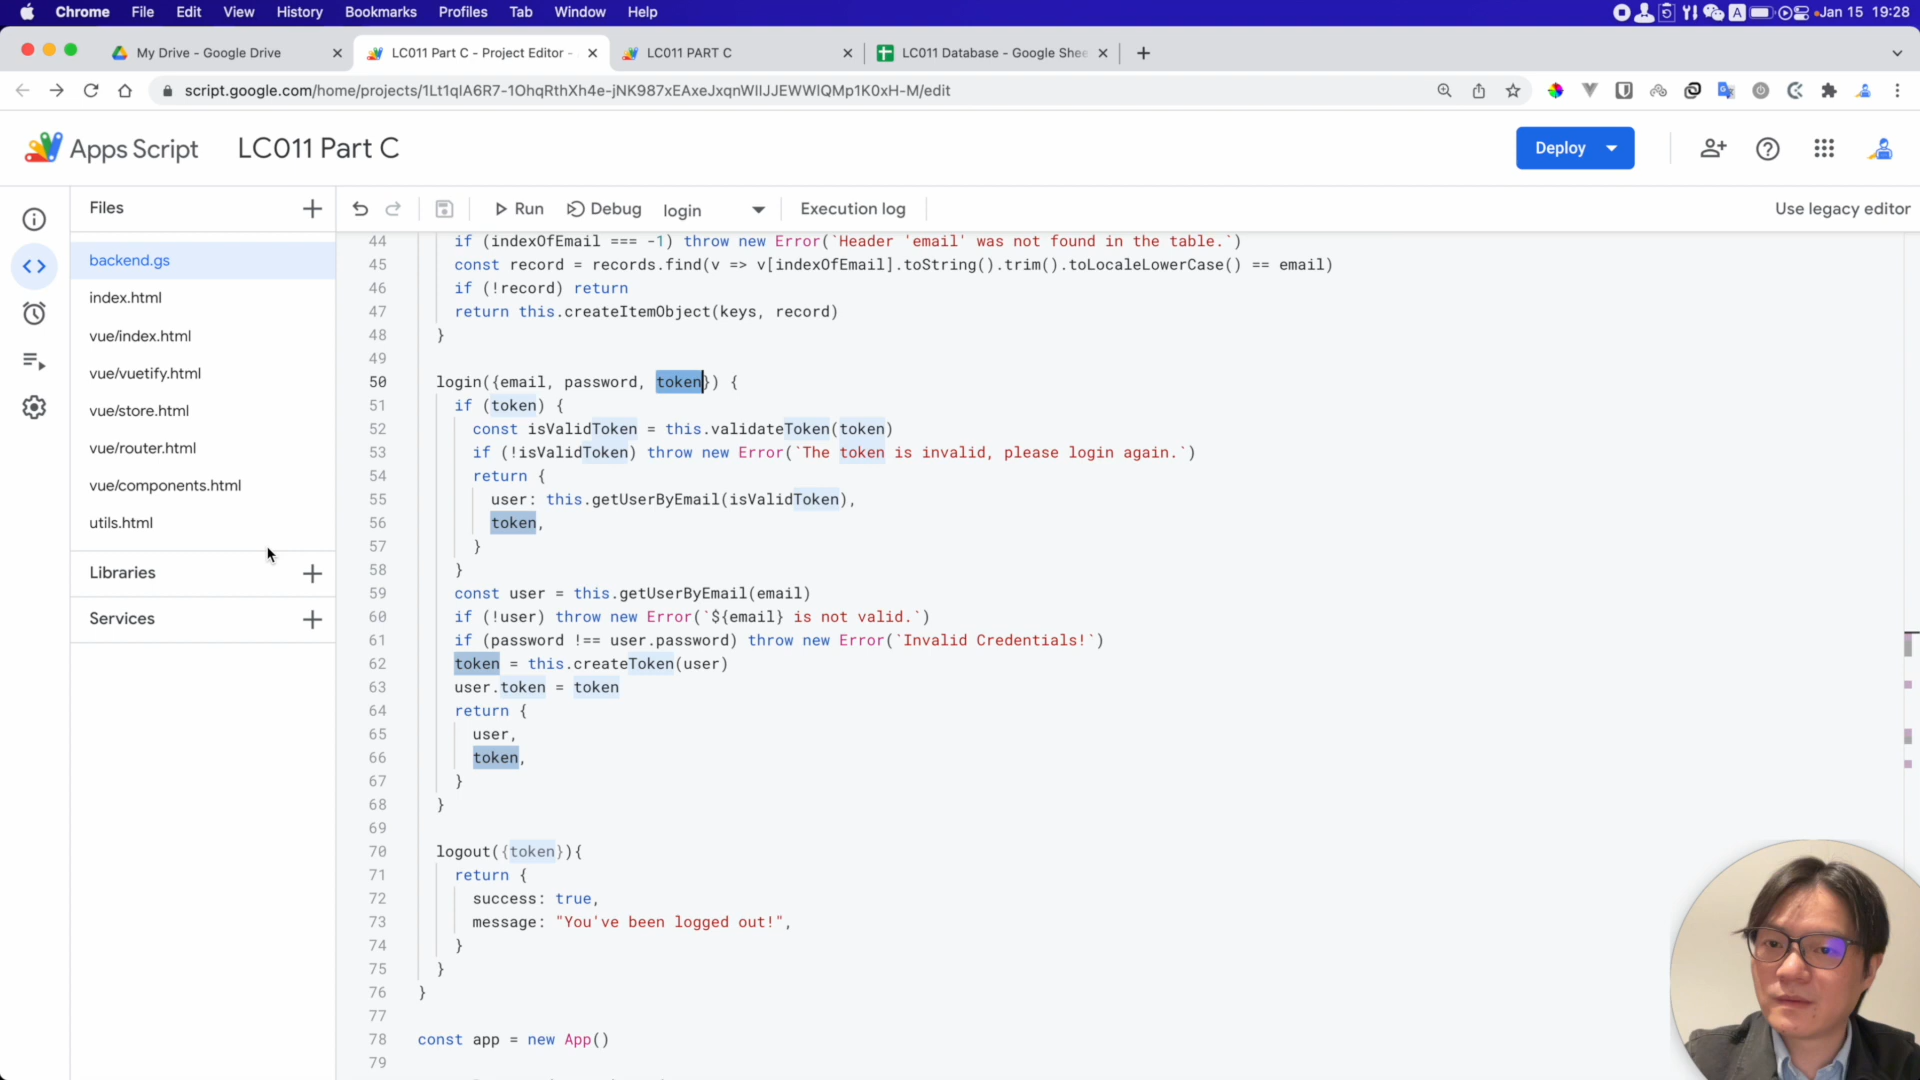 Chrome File Edit View History Bookmarks Profiles Tab Window Help
A Jan 15 19:28
My Drive - Google Drive
LC011 Part C - Project Editor -
LC011 PART C
LC011 Database - Google Shee
script.google.com/home/projects/1Lt1qIA6R7-1OhqRthXh4e-jNK987xEAxeJxqnWIIJJEWWlQMp1K0xH-M/edit
Apps Script LC011 Part C Deploy
Files Run Debug login Execution log Use legacy editor
backend.gs
index.html
vue/index.html
vue/vuetify.html
vue/store.html
vue/router.html
vue/components.html
utils.html
Libraries
Services
44 if (indexOfEmail === -1) throw new Error(`Header 'email' was not found in the table.`)
45 const record = records.find(v => v[indexOfEmail].toString().trim().toLocaleLowerCase() == email)
46 if (!record) return
47 return this.createItemObject(keys, record)
48 }
49
50 login({email, password, token}) {
51 if (token) {
52 const isValidToken = this.validateToken(token)
53 if (!isValidToken) throw new Error(`The token is invalid, please login again.`)
54 return {
55 user: this.getUserByEmail(isValidToken),
56 token,
57 }
58 }
59 const user = this.getUserByEmail(email)
60 if (!user) throw new Error(`${email} is not valid.`)
61 if (password !== user.password) throw new Error(`Invalid Credentials!`)
62 token = this.createToken(user)
63 user.token = token
64 return {
65 user,
66 token,
67 }
68 }
69
70 logout({token}){
71 return {
72 success: true,
73 message: "You've been logged out!",
74 }
75 }
76 }
77
78 const app = new App()
79